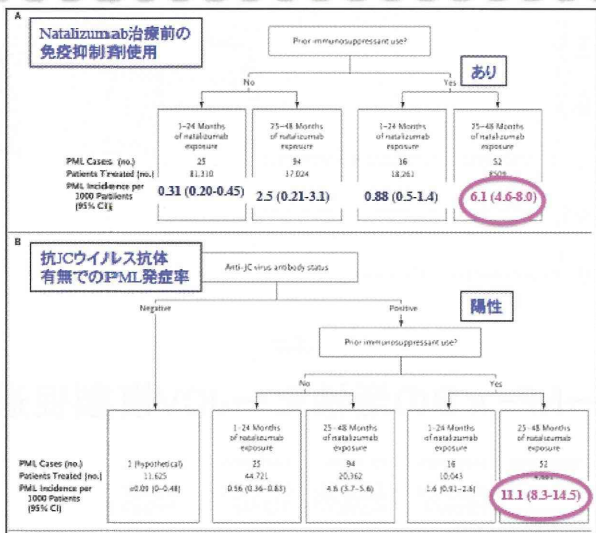 A
Natalizumab治療前の
免疫抑制剤使用
Prior immunosuppressant use?
No
Yes
あり
1–24 Months
of natalizumab
exposure
25–48 Months
of natalizumab
exposure
1–24 Months
of natalizumab
exposure
25–48 Months
of natalizumab
exposure
PML Cases (no.)
25
94
16
52
Patients Treated (no.)
PML Incidence per
1000 Patients
(95% CI)
0.31 (0.20-0.45)
2.5 (0.21-3.1)
0.88 (0.5-1.4)
6.1 (4.6-8.0)
B
抗JCウイルス抗体
有無でのPML発症率
Anti-JC virus antibody status
Negative
Positive
陽性
Prior immunosuppressant use?
No
Yes
1–24 Months
of natalizumab
exposure
25–48 Months
of natalizumab
exposure
1–24 Months
of natalizumab
exposure
25–48 Months
of natalizumab
exposure
PML Cases (no.)
1 (hypothetical)
25
94
16
52
Patients Treated (no.)
11,625
44,721
20,362
10,043
PML Incidence per
1000 Patients
(95% CI)
≤0.09 (0–0.48)
0.56 (0.36–0.83)
4.6 (3.7–5.6)
1.6 (0.91–2.6)
11.1 (8.3-14.5)